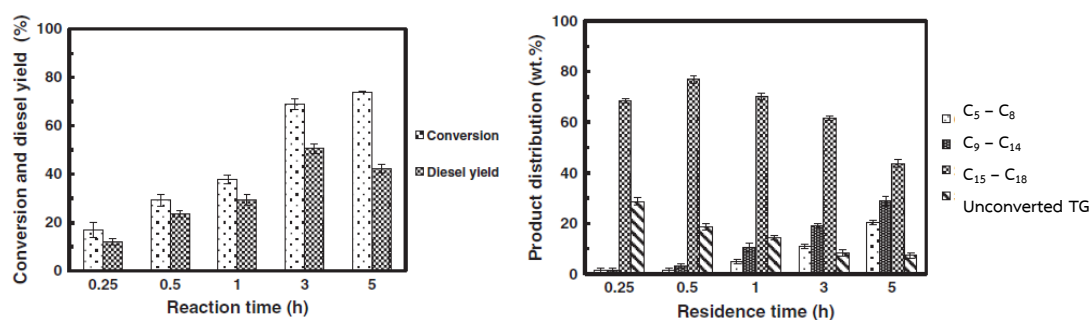 Conversion and diesel yield (%)
100
80
60
40
20
0
0.25 0.5 1 3 5
Reaction time (h)
Conversion
Diesel yield
Product distribution (wt.%)
100
80
60
40
20
0
0.25 0.5 1 3 5
Residence time (h)
C₅ – C₈
C₉ – C₁₄
C₁₅ – C₁₈
Unconverted TG